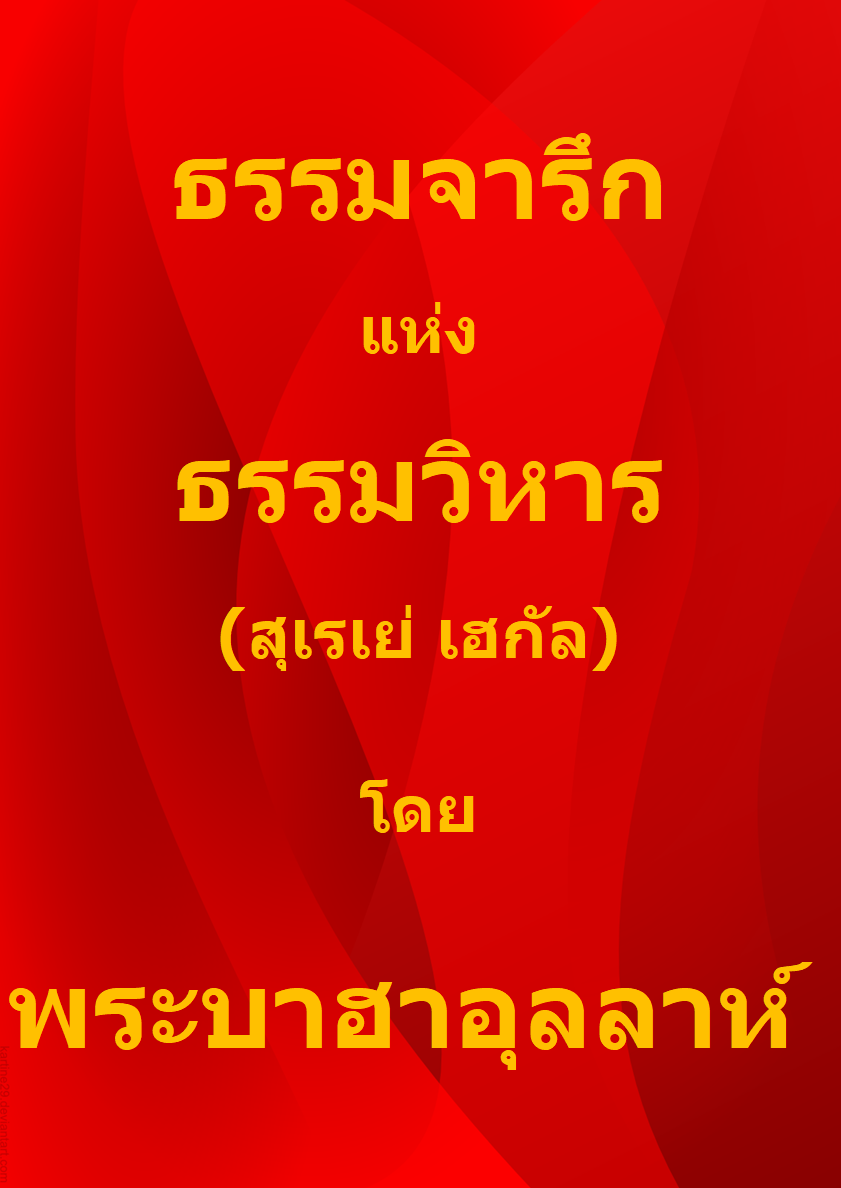 ธรรมจารึก
แห่ง
ธรรมวิหาร
(สุเรเย่ เฮกัล)
โดย
พระบาฮาอุลลาห์